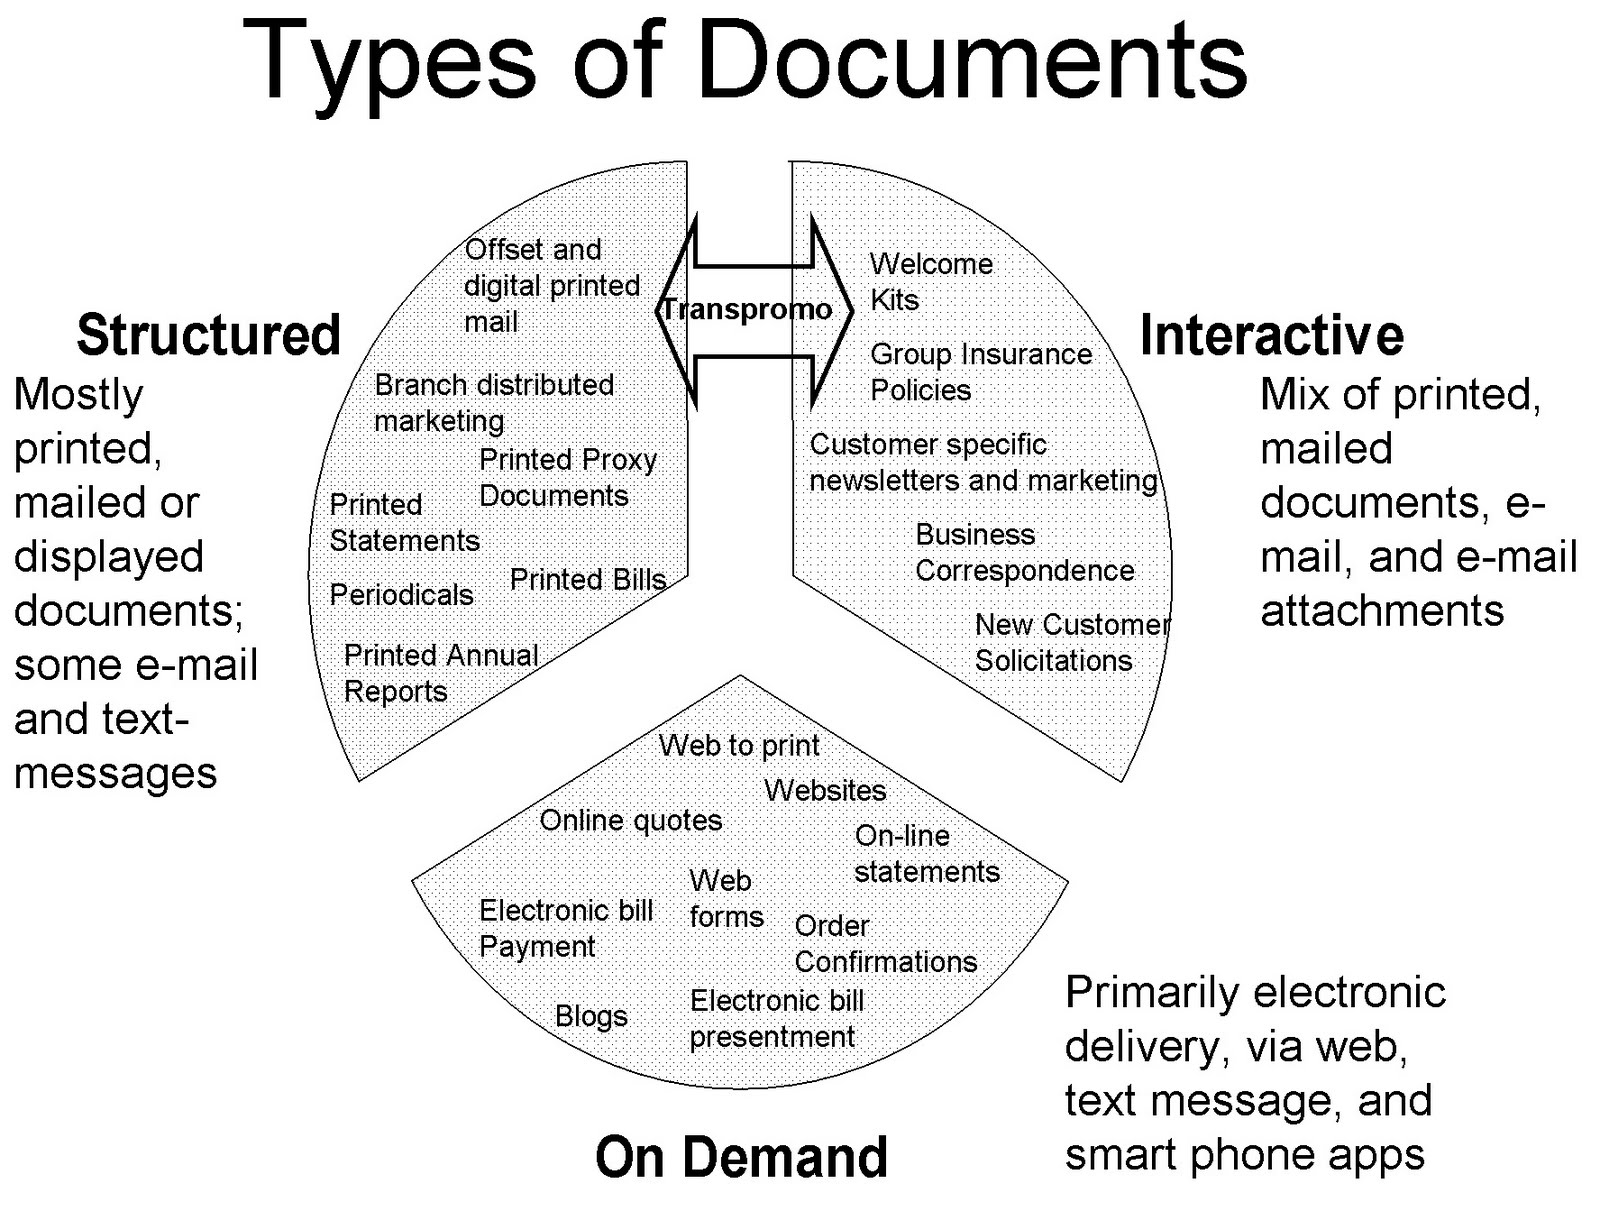 Types of Documents
Structured
Mostly
printed,
mailed or
displayed
documents;
some e-mail
and text-
messages
Offset and
digital printed
mail
Branch distributed
marketing
Printed Proxy
Documents
Printed
Statements
Printed Bills
Periodicals
Printed Annual
Reports
Transpromo
Welcome
Kits
Group Insurance
Policies
Customer specific
newsletters and marketing
Business
Correspondence
New Customer
Solicitations
Interactive
Mix of printed,
mailed
documents, e-
mail, and e-mail
attachments
Web to print
Websites
Online quotes
On-line
statements
Web
forms
Electronic bill
Payment
Order
Confirmations
Electronic bill
presentment
Blogs
On Demand
Primarily electronic
delivery, via web,
text message, and
smart phone apps